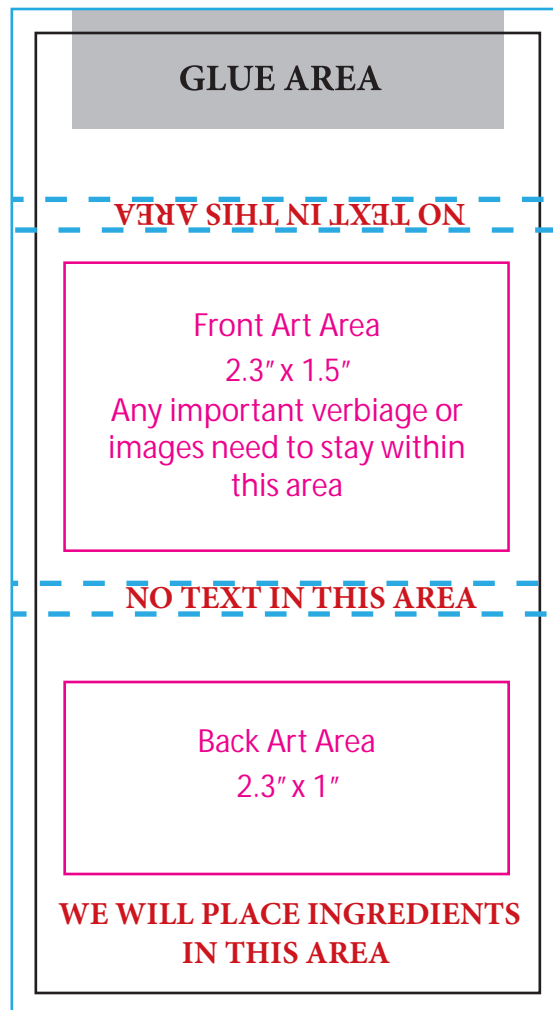 GLUE AREA
NO TEXT IN THIS AREA
Front Art Area
2.3" x 1.5"
Any important verbiage or
images need to stay within
this area
NO TEXT IN THIS AREA
Back Art Area
2.3" x 1"
WE WILL PLACE INGREDIENTS
IN THIS AREA